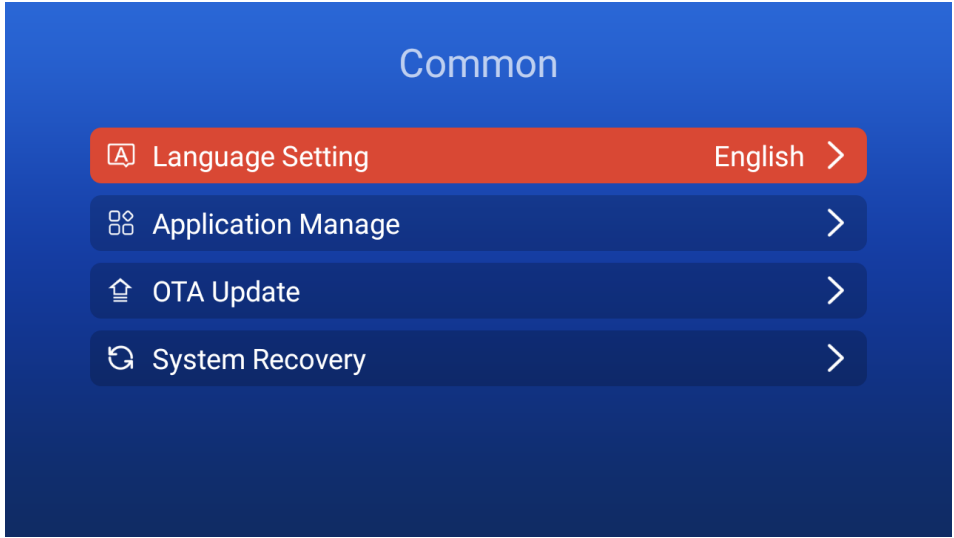 Common
Language Setting English
Application Manage
OTA Update
System Recovery